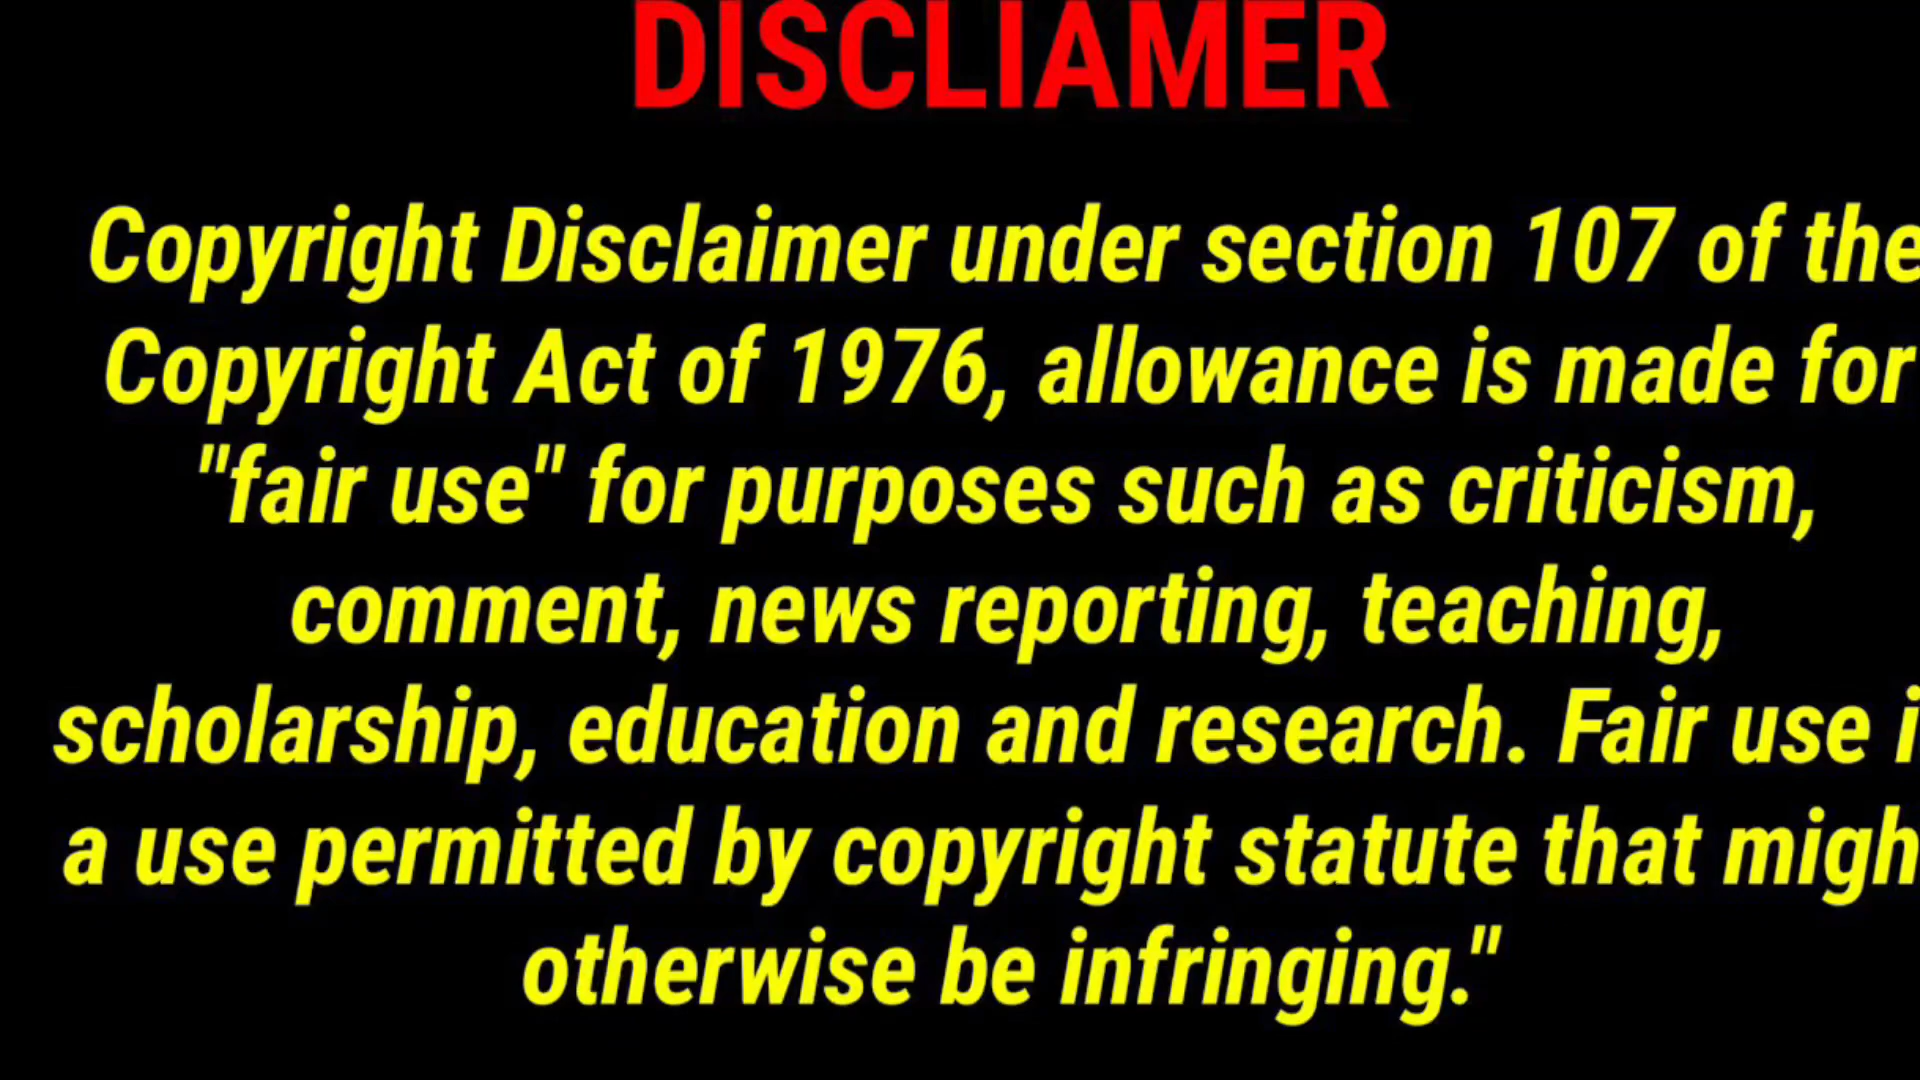 DISCLIAMER
Copyright Disclaimer under section 107 of the
Copyright Act of 1976, allowance is made for
"fair use" for purposes such as criticism,
comment, news reporting, teaching,
scholarship, education and research. Fair use i
a use permitted by copyright statute that migh
otherwise be infringing."